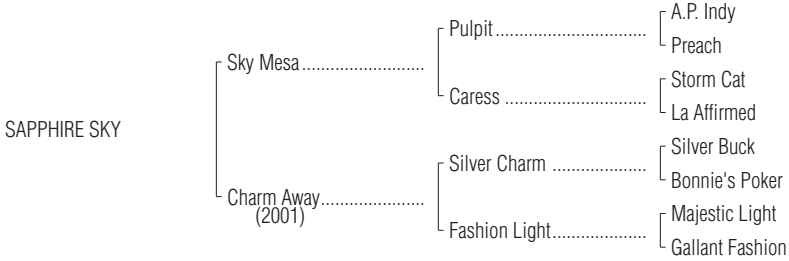 A.P. Indy
Pulpit..............................
Preach
Sky Mesa..........................
Storm Cat
Caress ..............................
La Affirmed
SAPPHIRE SKY
Silver Buck
Silver Charm ....................
Bonnie's Poker
Charm Away......................
(2001)
Majestic Light
Fashion Light....................
Gallant Fashion